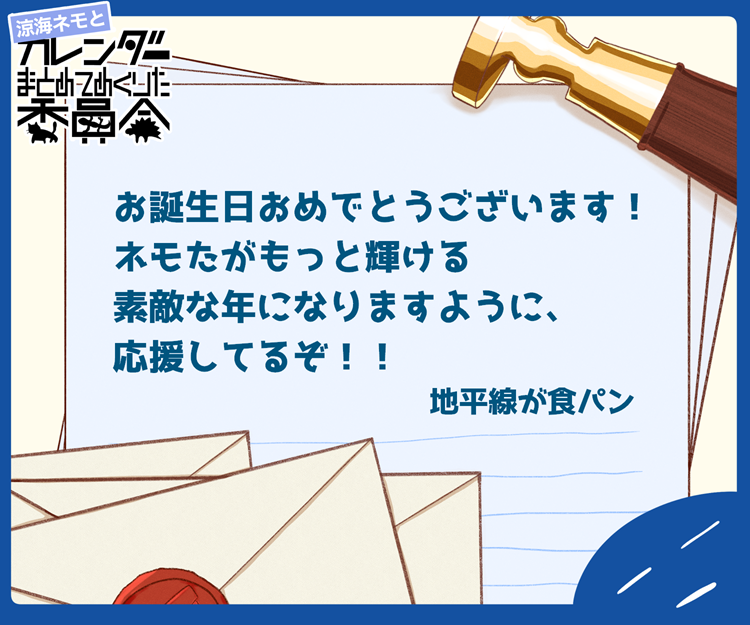 涼海ネモと
カレンダー
まとめてめくりた
委員会
お誕生日おめでとうございます！
ネモたがもっと輝ける
素敵な年になりますように、
応援してるぞ！！
地平線が食パン